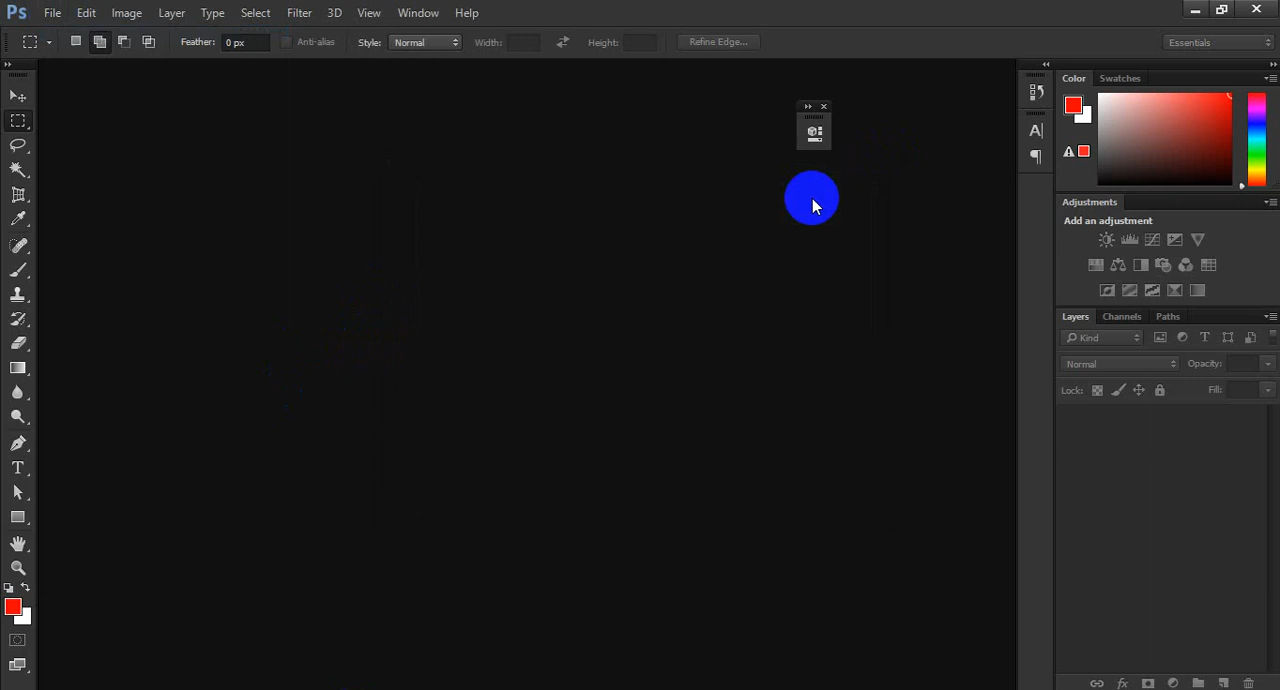 Ps File Edit Image Layer Type Select Filter 3D View Window Help
Feather: 0 px Anti-alias Style: Normal Width: Height: Refine Edge... Essentials
Color Swatches
A
Adjustments
Add an adjustment
Layers Channels Paths
Kind T
Normal Opacity:
Lock: Fill:
T
fx